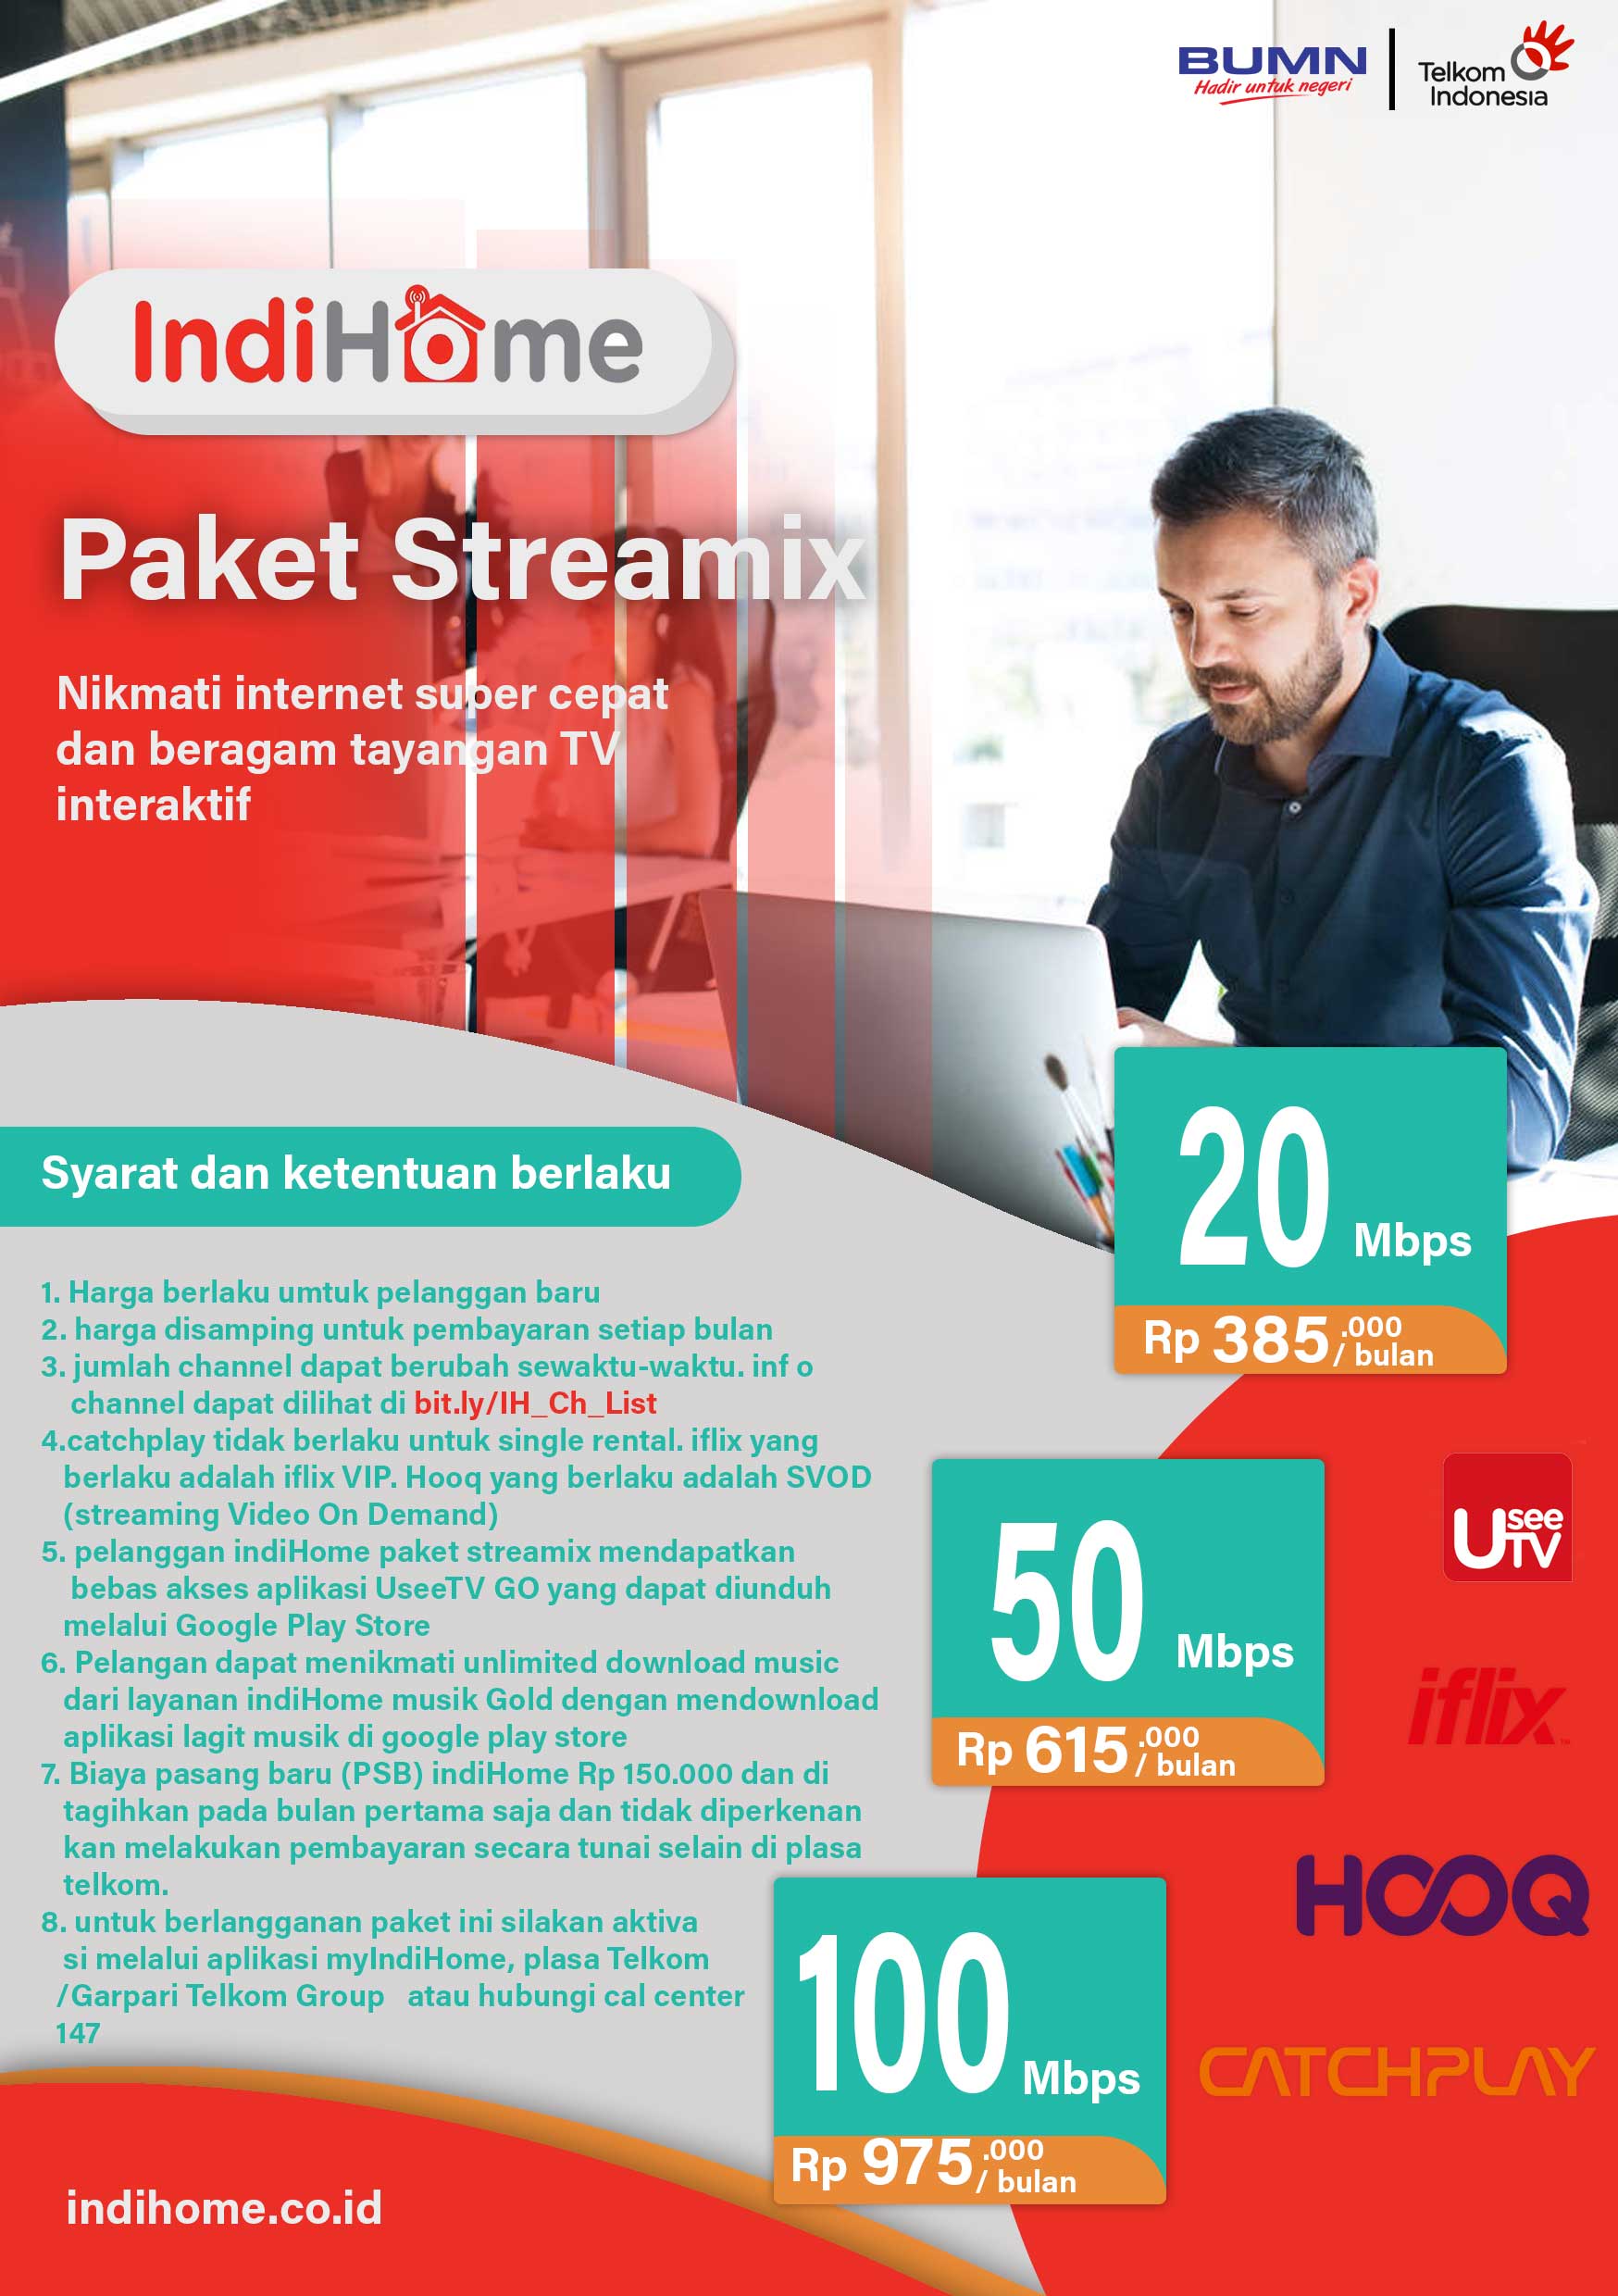 BUMN
Hadir untuk negeri
Telkom
Indonesia
IndiHome
Paket Streamix
Nikmati internet super cepat
dan beragam tayangan TV
interaktif
Syarat dan ketentuan berlaku
1. Harga berlaku umtuk pelanggan baru
2. harga disamping untuk pembayaran setiap bulan
3. jumlah channel dapat berubah sewaktu-waktu. inf o
channel dapat dilihat di bit.ly/IH_Ch_List
4.catchplay tidak berlaku untuk single rental. iflix yang
berlaku adalah iflix VIP. Hooq yang berlaku adalah SVOD
(streaming Video On Demand)
5. pelanggan indiHome paket streamix mendapatkan
bebas akses aplikasi UseeTV GO yang dapat diunduh
melalui Google Play Store
6. Pelangan dapat menikmati unlimited download music
dari layanan indiHome musik Gold dengan mendownload
aplikasi lagit musik di google play store
7. Biaya pasang baru (PSB) indiHome Rp 150.000 dan di
tagihkan pada bulan pertama saja dan tidak diperkenan
kan melakukan pembayaran secara tunai selain di plasa
telkom.
8. untuk berlangganan paket ini silakan aktiva
si melalui aplikasi myIndiHome, plasa Telkom
/Garpari Telkom Group atau hubungi cal center
147
20 Mbps
Rp 385.000
/ bulan
50 Mbps
Rp 615.000
/ bulan
100 Mbps
Rp 975.000
/ bulan
UseeTV
iflix
HOOQ
CATCHPLAY
indihome.co.id